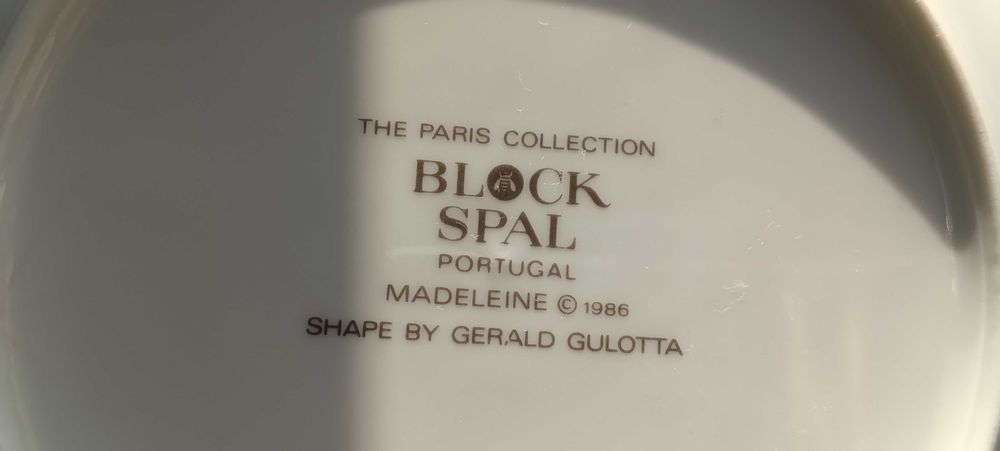 THE PARIS COLLECTION
BLOCK
SPAL
PORTUGAL
MADELEINE © 1986
SHAPE BY GERALD GULOTTA